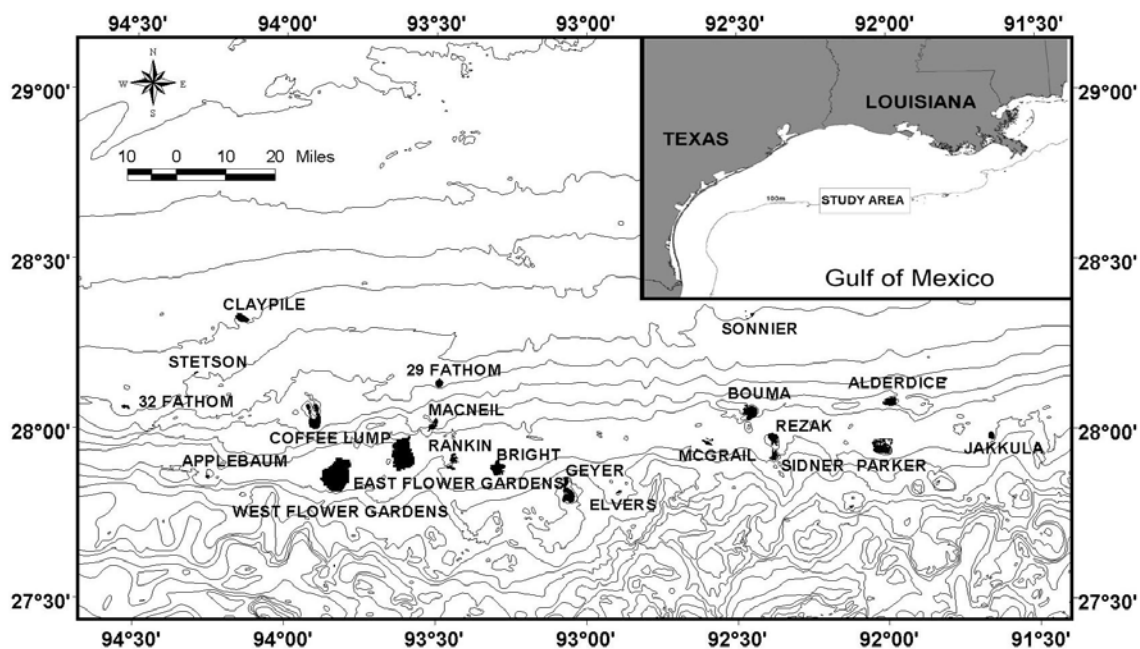 94°30' 94°00' 93°30' 93°00' 92°30' 92°00' 91°30'
N
W E
S
29°00' 29°00'
10 0 10 20 Miles
LOUISIANA
TEXAS
100m
STUDY AREA
Gulf of Mexico
28°30' 28°30'
CLAYPILE
SONNIER
STETSON
29 FATHOM
32 FATHOM
MACNEIL
BOUMA
ALDERDICE
REZAK
28°00' 28°00'
COFFEE LUMP
RANKIN
BRIGHT
MCGRAIL
SIDNER
PARKER
JAKKULA
APPLEBAUM
GEYER
EAST FLOWER GARDENS
ELVERS
WEST FLOWER GARDENS
27°30' 27°30'
94°30' 94°00' 93°30' 93°00' 92°30' 92°00' 91°30'